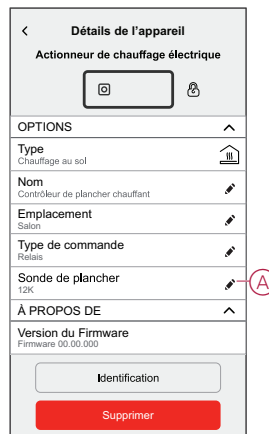 Détails de l'appareil
Actionneur de chauffage électrique
OPTIONS
Type
Chauffage au sol
Nom
Contrôleur de plancher chauffant
Emplacement
Salon
Type de commande
Relais
Sonde de plancher
12K
A
À PROPOS DE
Version du Firmware
Firmware 00.00.000
Identification
Supprimer